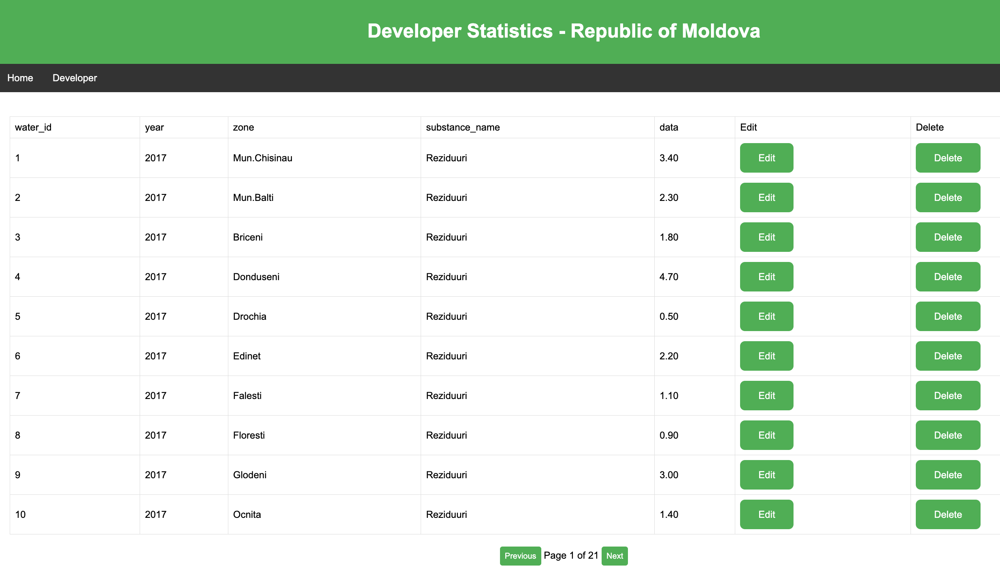 Developer Statistics - Republic of Moldova
Home Developer
water_id year zone substance_name data Edit Delete
1 2017 Mun.Chisinau Reziduuri 3.40 Edit Delete
2 2017 Mun.Balti Reziduuri 2.30 Edit Delete
3 2017 Briceni Reziduuri 1.80 Edit Delete
4 2017 Donduseni Reziduuri 4.70 Edit Delete
5 2017 Drochia Reziduuri 0.50 Edit Delete
6 2017 Edinet Reziduuri 2.20 Edit Delete
7 2017 Falesti Reziduuri 1.10 Edit Delete
8 2017 Floresti Reziduuri 0.90 Edit Delete
9 2017 Glodeni Reziduuri 3.00 Edit Delete
10 2017 Ocnita Reziduuri 1.40 Edit Delete
Previous Page 1 of 21 Next